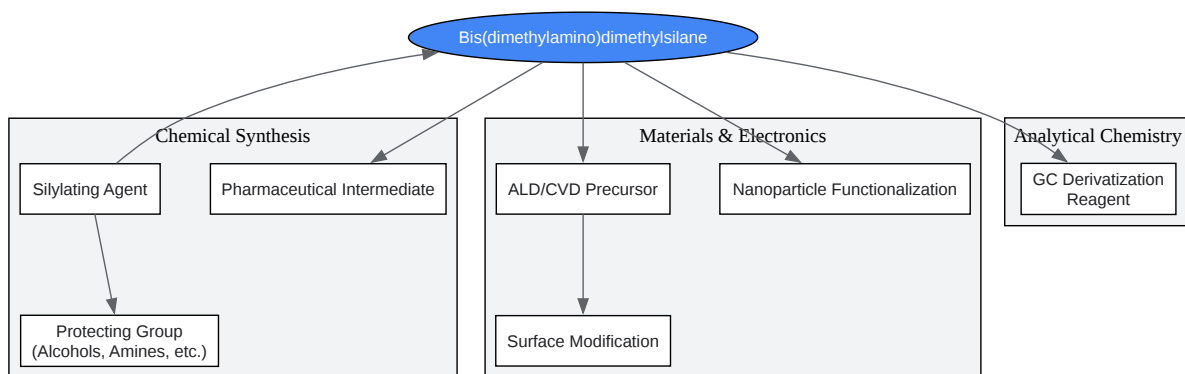 Bis(dimethylamino)dimethylsilane
Chemical Synthesis
Silylating Agent
Pharmaceutical Intermediate
Protecting Group
(Alcohols, Amines, etc.)
Materials & Electronics
ALD/CVD Precursor
Nanoparticle Functionalization
Surface Modification
Analytical Chemistry
GC Derivatization
Reagent